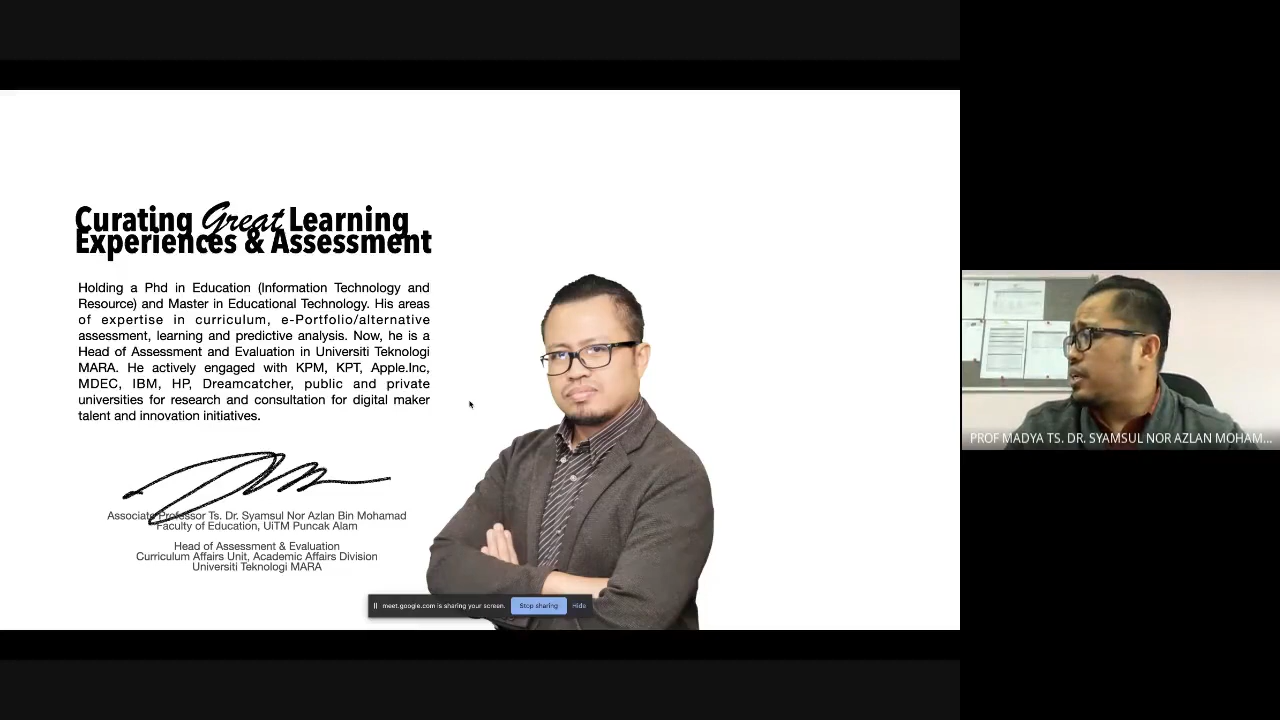 Curating Great Learning
Experiences & Assessment
Holding a Phd in Education (Information Technology and
Resource) and Master in Educational Technology. His areas
of expertise in curriculum, e-Portfolio/alternative
assessment, learning and predictive analysis. Now, he is a
Head of Assessment and Evaluation in Universiti Teknologi
MARA. He actively engaged with KPM, KPT, Apple.Inc,
MDEC, IBM, HP, Dreamcatcher, public and private
universities for research and consultation for digital maker
talent and innovation initiatives.
Associate Professor Ts. Dr. Syamsul Nor Azlan Bin Mohamad
Faculty of Education, UiTM Puncak Alam
Head of Assessment & Evaluation
Curriculum Affairs Unit, Academic Affairs Division
Universiti Teknologi MARA
meet.google.com is sharing your screen.
Stop sharing
Hide
PROF MADYA TS. DR. SYAMSUL NOR AZLAN MOHAM...